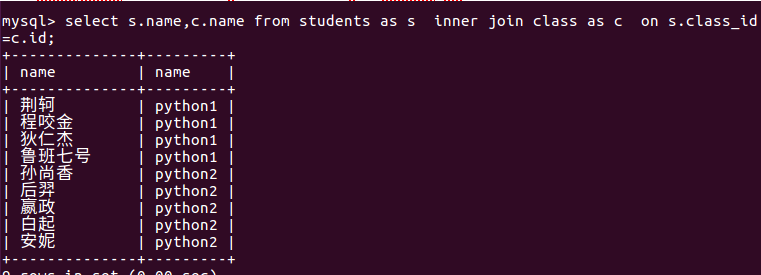 mysql> select s.name,c.name from students as s  inner join class as c  on s.class_id
=c.id;
+--------------+---------+
| name         | name    |
+--------------+---------+
| 荆轲         | python1 |
| 程咬金       | python1 |
| 狄仁杰       | python1 |
| 鲁班七号     | python1 |
| 孙尚香       | python2 |
| 后羿         | python2 |
| 嬴政         | python2 |
| 白起         | python2 |
| 安妮         | python2 |
+--------------+---------+
9 rows in set (0.00 sec)